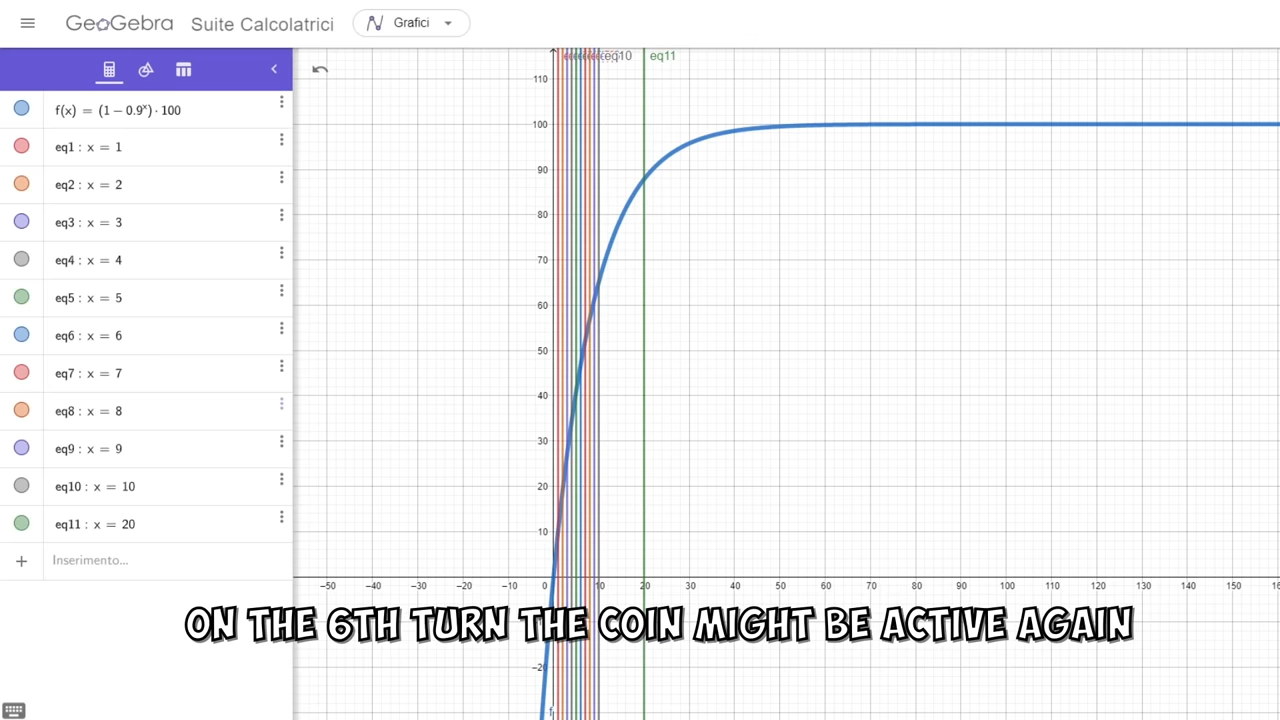 GeoGebra Suite Calcolatrici Grafici
f(x) = (1 − 0.9ˣ) · 100
eq1 : x = 1
eq2 : x = 2
eq3 : x = 3
eq4 : x = 4
eq5 : x = 5
eq6 : x = 6
eq7 : x = 7
eq8 : x = 8
eq9 : x = 9
eq10 : x = 10
eq11 : x = 20
Inserimento...
eq10 eq11
110
100
90
80
70
60
50
40
30
20
10
−50 −40 −30 −20 −10 0 10 20 30 40 50 60 70 80 90 100 110 120 130 140 150
−20
f
ON THE 6TH TURN THE COIN MIGHT BE ACTIVE AGAIN